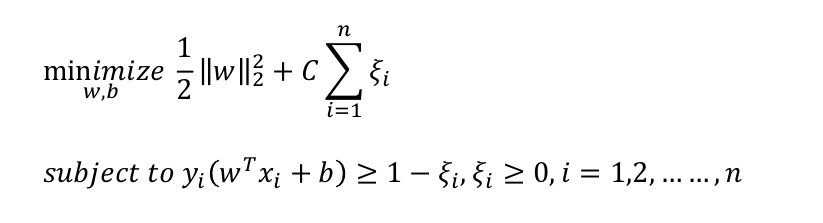 minimize 1/2 ‖w‖₂² + C ∑ᵢ₌₁ⁿ ξᵢ
w,b
subject to yᵢ(wᵀxᵢ + b) ≥ 1 − ξᵢ, ξᵢ ≥ 0, i = 1,2, … …, n